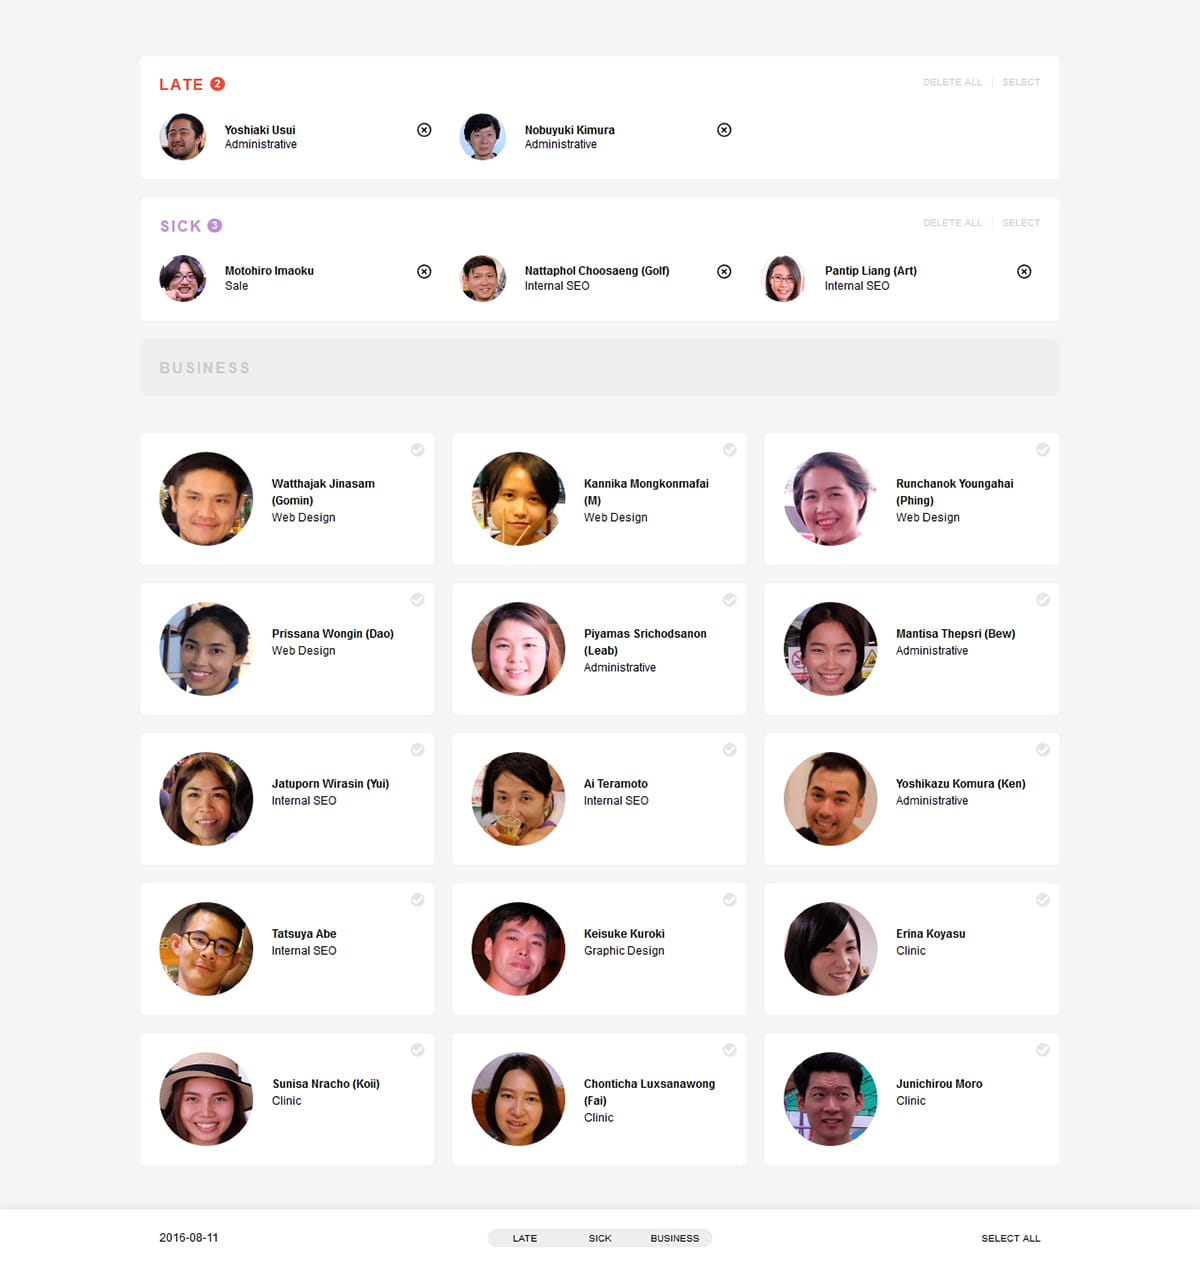 LATE 2
DELETE ALL SELECT
Yoshiaki Usui
Administrative
Nobuyuki Kimura
Administrative
SICK 3
DELETE ALL SELECT
Motohiro Imaoku
Sale
Nattaphol Choosaeng (Golf)
Internal SEO
Pantip Liang (Art)
Internal SEO
BUSINESS
Watthajak Jinasam
(Gomin)
Web Design
Kannika Mongkonmafai
(M)
Web Design
Runchanok Youngahai
(Phing)
Web Design
Prissana Wongin (Dao)
Web Design
Piyamas Srichodsanon
(Leab)
Administrative
Mantisa Thepsri (Bew)
Administrative
Jatuporn Wirasin (Yui)
Internal SEO
Ai Teramoto
Internal SEO
Yoshikazu Komura (Ken)
Administrative
Tatsuya Abe
Internal SEO
Keisuke Kuroki
Graphic Design
Erina Koyasu
Clinic
Sunisa Nracho (Koii)
Clinic
Chonticha Luxsanawong
(Fai)
Clinic
Junichirou Moro
Clinic
2016-08-11
LATE SICK BUSINESS
SELECT ALL